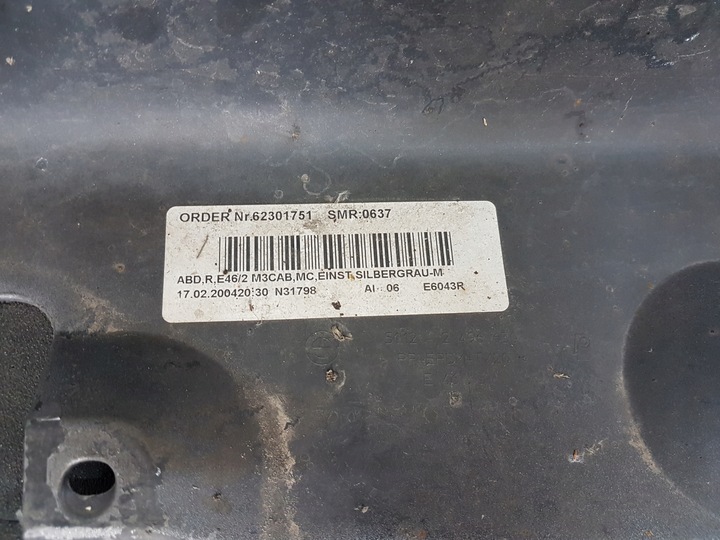 ORDER Nr.62301751 SMR:0637
ABD,R,E46/2 M3CAB,MC,EINST.SILBERGRAU-M
17.02.200420:30 N31798 AI 06 E6043R